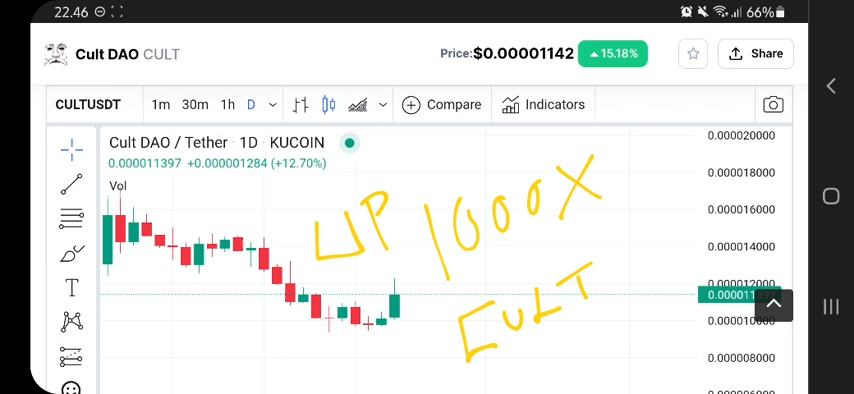 22.46 66%
Cult DAO CULT Price:$0.00001142 ▲15.18% Share
CULTUSDT 1m 30m 1h D Compare Indicators
Cult DAO / Tether · 1D · KUCOIN
0.000011397 +0.000001284 (+12.70%)
Vol
T
UP 1000X
CULT
0.000020000
0.000018000
0.000016000
0.000014000
0.000012000
0.000010000
0.000008000